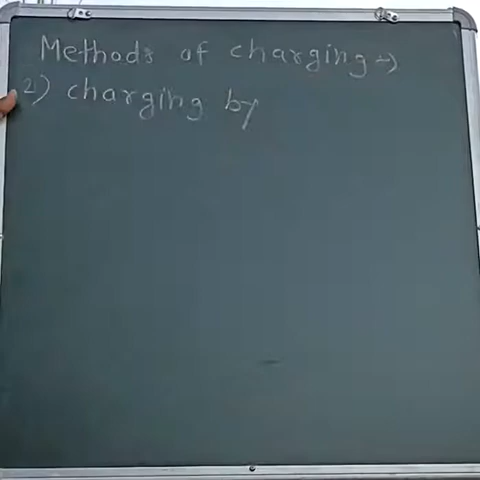 Methods of charging →
2) charging by